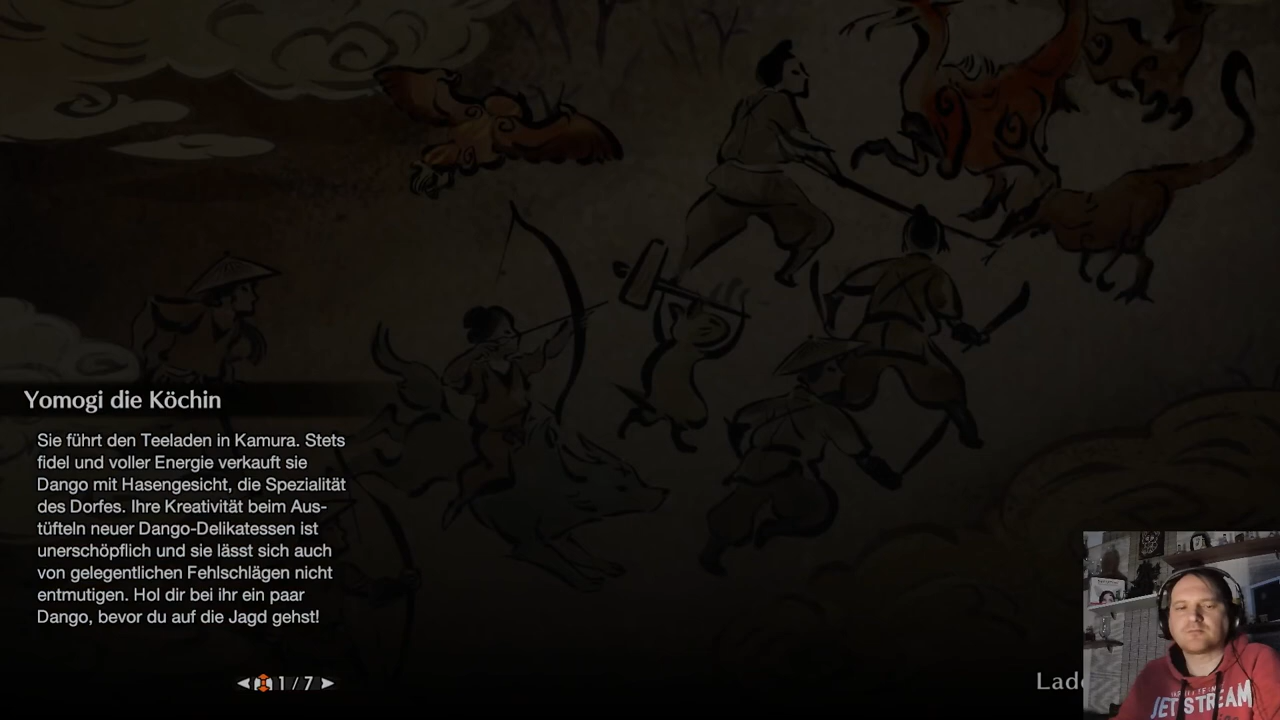 Yomogi die Köchin
Sie führt den Teeladen in Kamura. Stets
fidel und voller Energie verkauft sie
Dango mit Hasengesicht, die Spezialität
des Dorfes. Ihre Kreativität beim Aus-
tüfteln neuer Dango-Delikatessen ist
unerschöpflich und sie lässt sich auch
von gelegentlichen Fehlschlägen nicht
entmutigen. Hol dir bei ihr ein paar
Dango, bevor du auf die Jagd gehst!
1 / 7
Lade
JETSTREAM